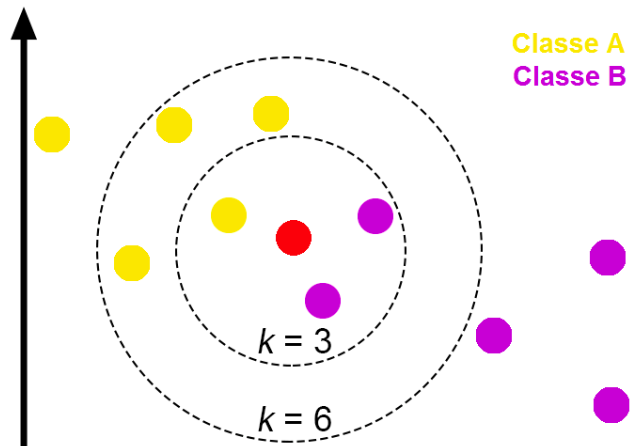 Classe A
Classe B
k = 3
k = 6